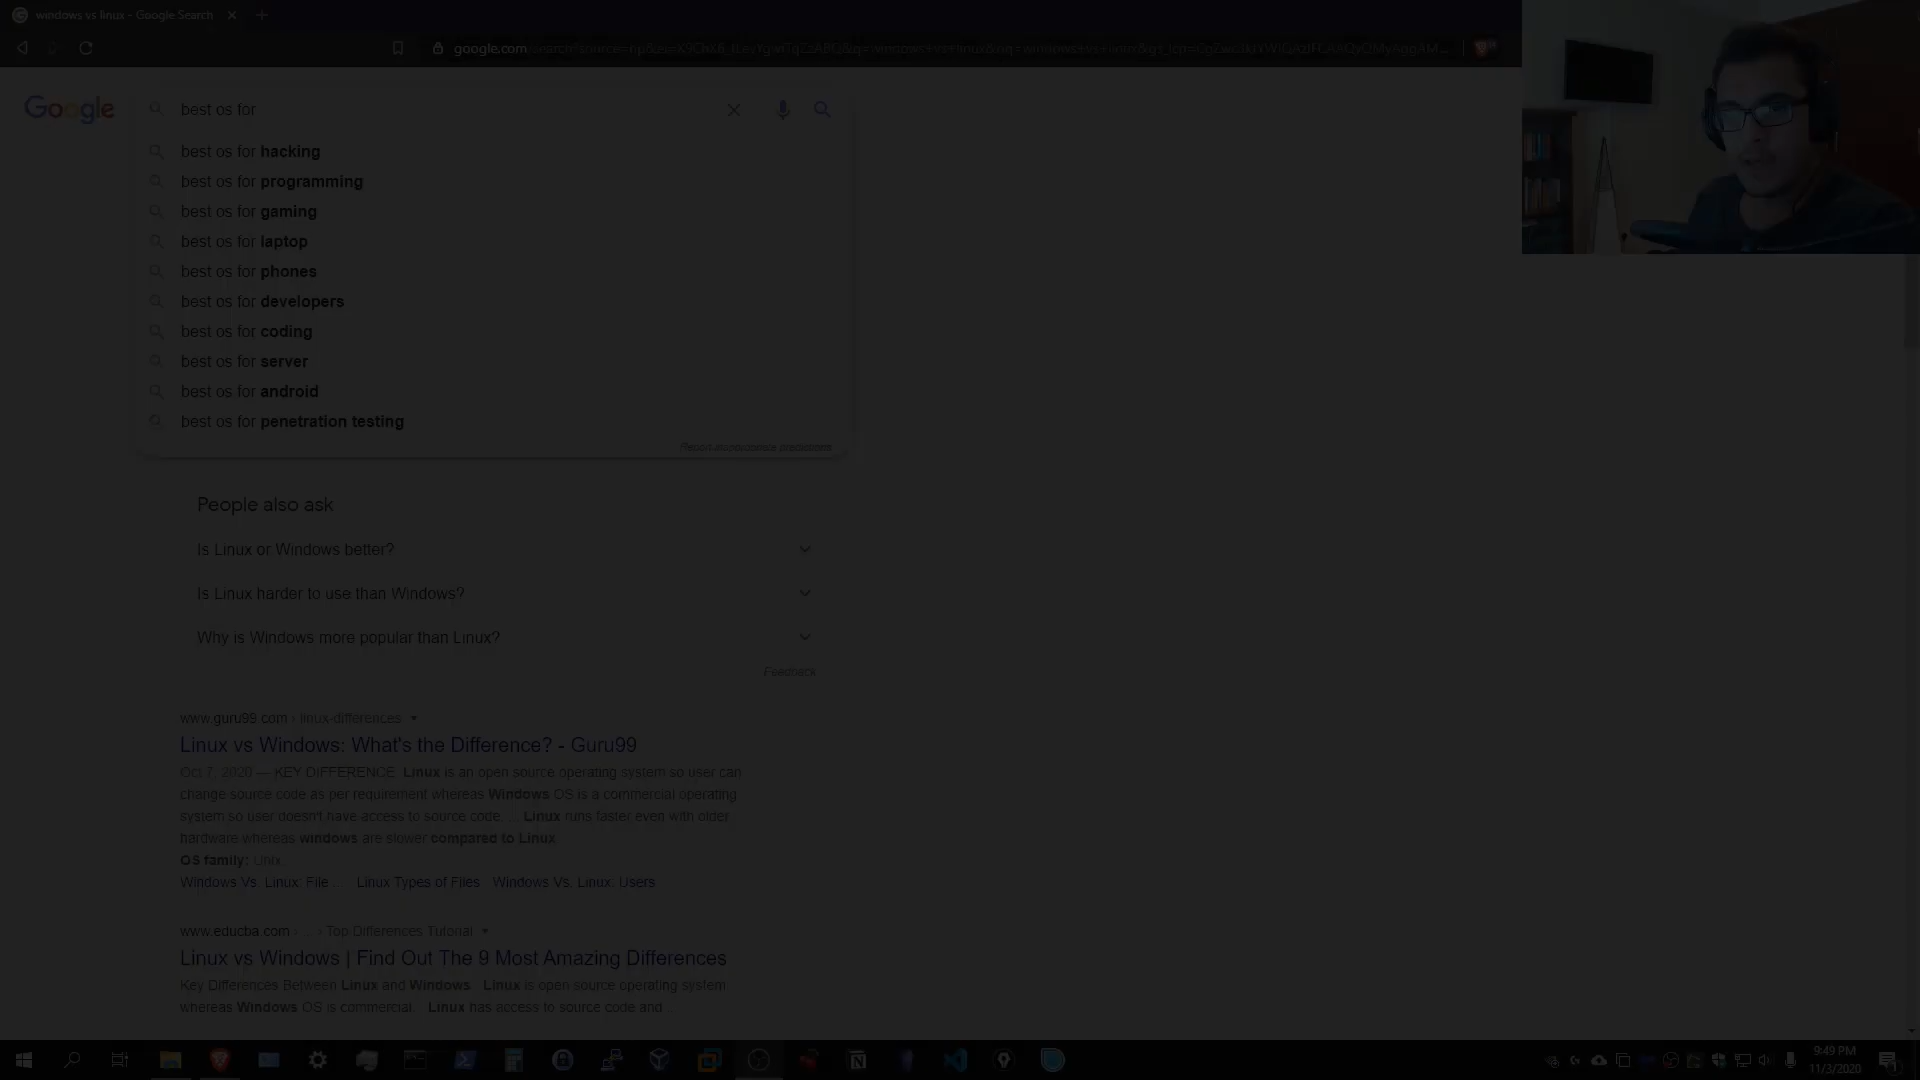 windows vs linux - Google Search
google.com
Google
best os for
best os for hacking
best os for programming
best os for gaming
best os for laptop
best os for phones
best os for developers
best os for coding
best os for server
best os for android
best os for penetration testing
Report inappropriate predictions
People also ask
Is Linux or Windows better?
Is Linux harder to use than Windows?
Why is Windows more popular than Linux?
Feedback
www.guru99.com › linux-differences
Linux vs Windows: What's the Difference? - Guru99
Oct 7, 2020 — KEY DIFFERENCE. Linux is an open source operating system so user can
change source code as per requirement whereas Windows OS is a commercial operating
system so user doesn't have access to source code. ... Linux runs faster even with older
hardware whereas windows are slower compared to Linux.
OS family: Unix
Windows Vs. Linux: File ... Linux Types of Files Windows Vs. Linux: Users
www.educba.com › ... › Top Differences Tutorial
Linux vs Windows | Find Out The 9 Most Amazing Differences
Key Differences Between Linux and Windows. Linux is open source operating system
whereas Windows OS is commercial. Linux has access to source code and
9:49 PM
11/3/2020